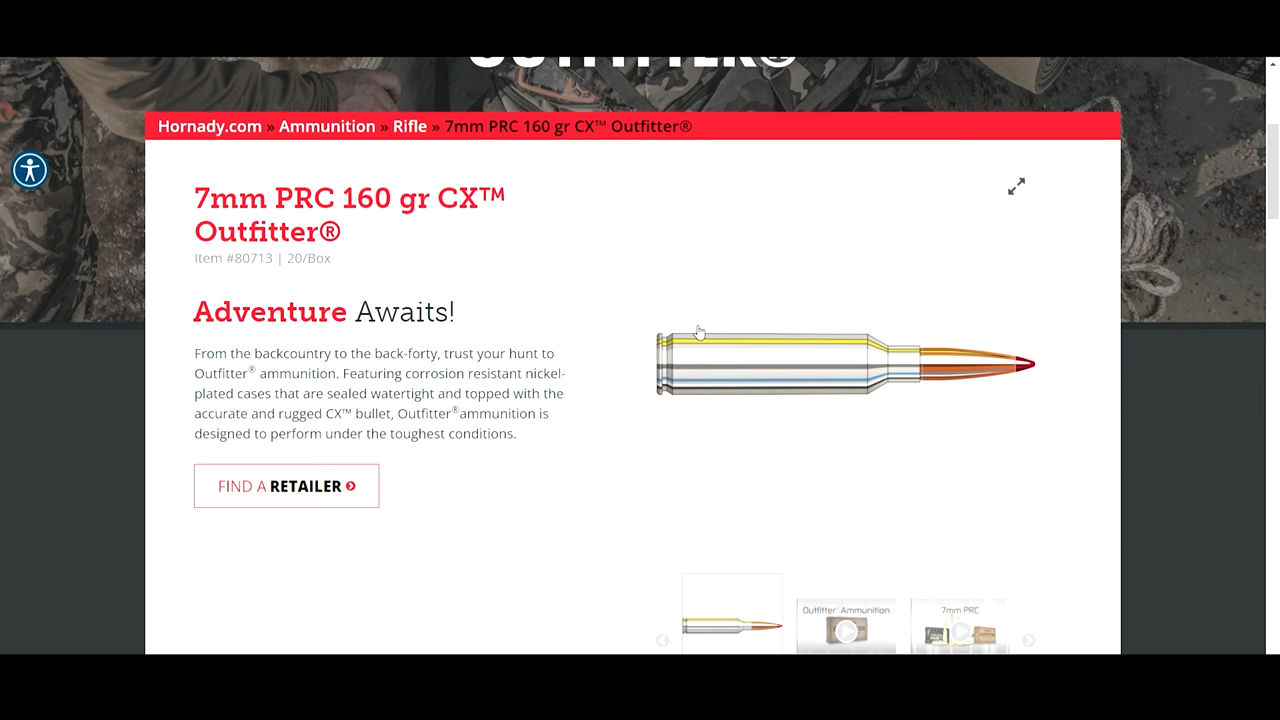 OUTFITTER®
Hornady.com » Ammunition » Rifle » 7mm PRC 160 gr CX™ Outfitter®
7mm PRC 160 gr CX™
Outfitter®
Item #80713 | 20/Box
Adventure Awaits!
From the backcountry to the back-forty, trust your hunt to
Outfitter® ammunition. Featuring corrosion resistant nickel-
plated cases that are sealed watertight and topped with the
accurate and rugged CX™ bullet, Outfitter®ammunition is
designed to perform under the toughest conditions.
FIND A RETAILER
Outfitter® Ammunition
7mm PRC